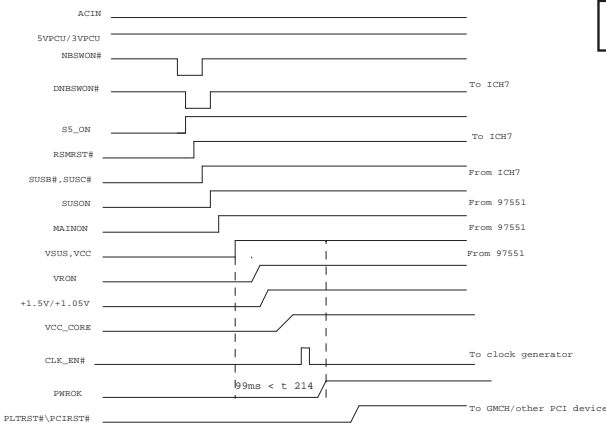 ACIN
5VPCU/3VPCU
NBSWON#
DNBSWON#
To ICH7
S5_ON
To ICH7
RSMRST#
SUSB#,SUSC#
From ICH7
SUSON
From 97551
MAINON
From 97551
VSUS,VCC
From 97551
VRON
+1.5V/+1.05V
VCC_CORE
CLK_EN#
To clock generator
99ms < t 214
PWROK
To GMCH/other PCI device
PLTRST#\PCIRST#